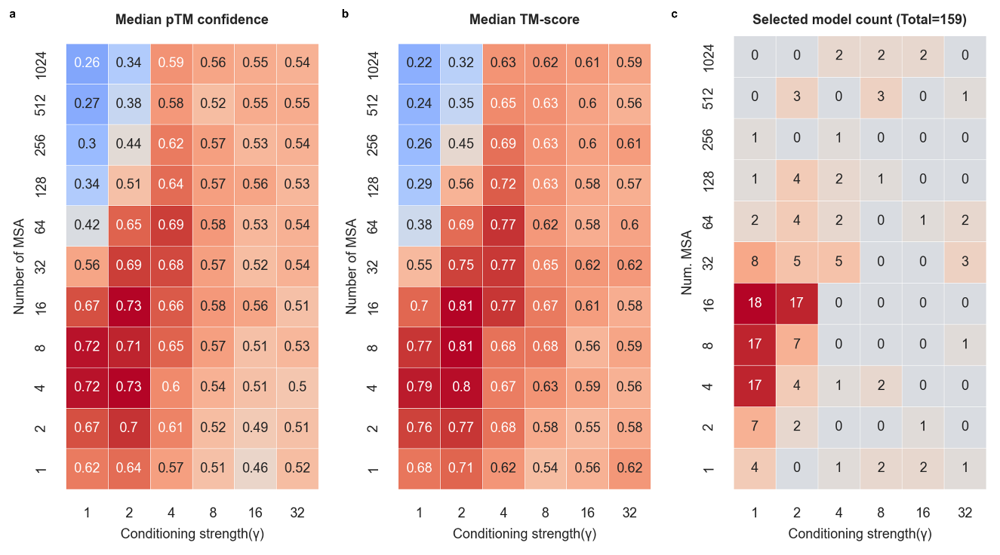 a
Median pTM confidence
Number of MSA
1024 0.26 0.34 0.59 0.56 0.55 0.54
512 0.27 0.38 0.58 0.52 0.55 0.55
256 0.3 0.44 0.62 0.57 0.53 0.54
128 0.34 0.51 0.64 0.57 0.56 0.53
64 0.42 0.65 0.69 0.58 0.53 0.54
32 0.56 0.69 0.68 0.57 0.52 0.54
16 0.67 0.73 0.66 0.58 0.56 0.51
8 0.72 0.71 0.65 0.57 0.51 0.53
4 0.72 0.73 0.6 0.54 0.51 0.5
2 0.67 0.7 0.61 0.52 0.49 0.51
1 0.62 0.64 0.57 0.51 0.46 0.52
1 2 4 8 16 32
Conditioning strength(γ)
b
Median TM-score
Number of MSA
1024 0.22 0.32 0.63 0.62 0.61 0.59
512 0.24 0.35 0.65 0.63 0.6 0.56
256 0.26 0.45 0.69 0.63 0.6 0.61
128 0.29 0.56 0.72 0.63 0.58 0.57
64 0.38 0.69 0.77 0.62 0.58 0.6
32 0.55 0.75 0.77 0.65 0.62 0.62
16 0.7 0.81 0.77 0.67 0.61 0.58
8 0.77 0.81 0.68 0.68 0.56 0.59
4 0.79 0.8 0.67 0.63 0.59 0.56
2 0.76 0.77 0.68 0.58 0.55 0.58
1 0.68 0.71 0.62 0.54 0.56 0.62
1 2 4 8 16 32
Conditioning strength(γ)
c
Selected model count (Total=159)
Num. MSA
1024 0 0 2 2 2 0
512 0 3 0 3 0 1
256 1 0 1 0 0 0
128 1 4 2 1 0 0
64 2 4 2 0 1 2
32 8 5 5 0 0 3
16 18 17 0 0 0 0
8 17 7 0 0 0 1
4 17 4 1 2 0 0
2 7 2 0 0 1 0
1 4 0 1 2 2 1
1 2 4 8 16 32
Conditioning strength(γ)